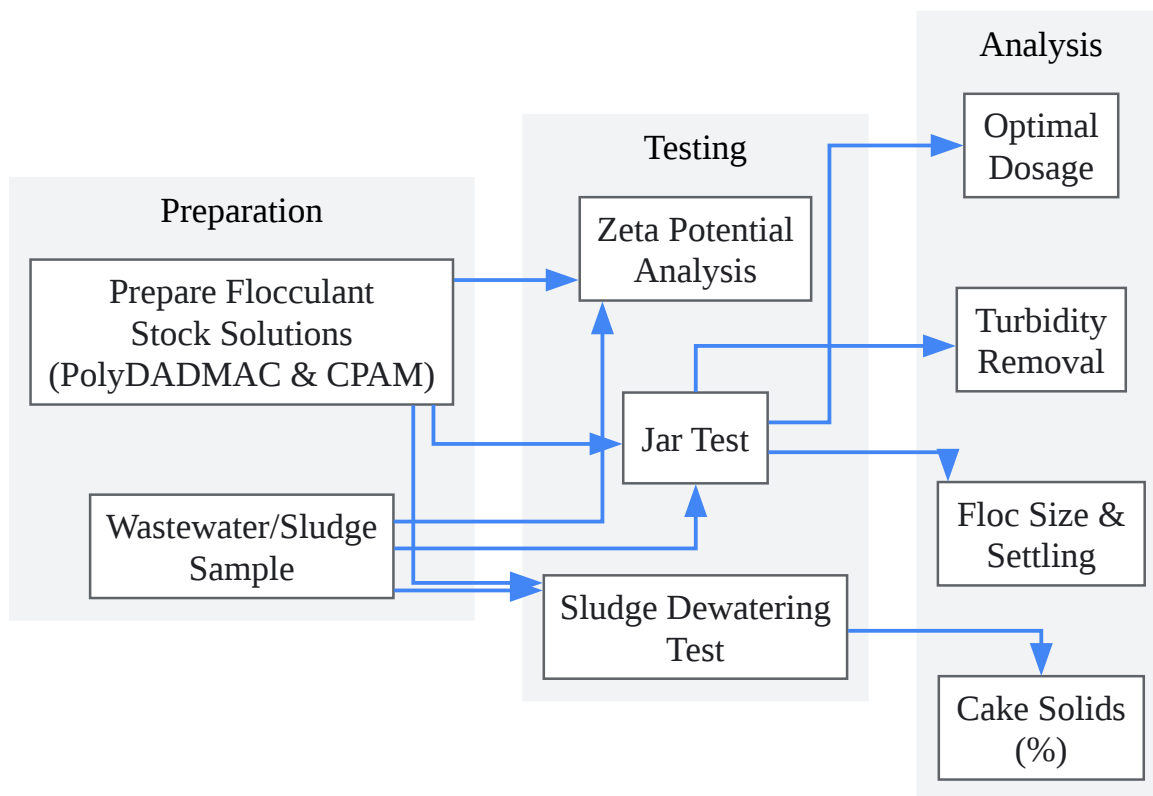 Preparation
Prepare Flocculant
Stock Solutions
(PolyDADMAC & CPAM)
Wastewater/Sludge
Sample
Testing
Zeta Potential
Analysis
Jar Test
Sludge Dewatering
Test
Analysis
Optimal
Dosage
Turbidity
Removal
Floc Size &
Settling
Cake Solids
(%)